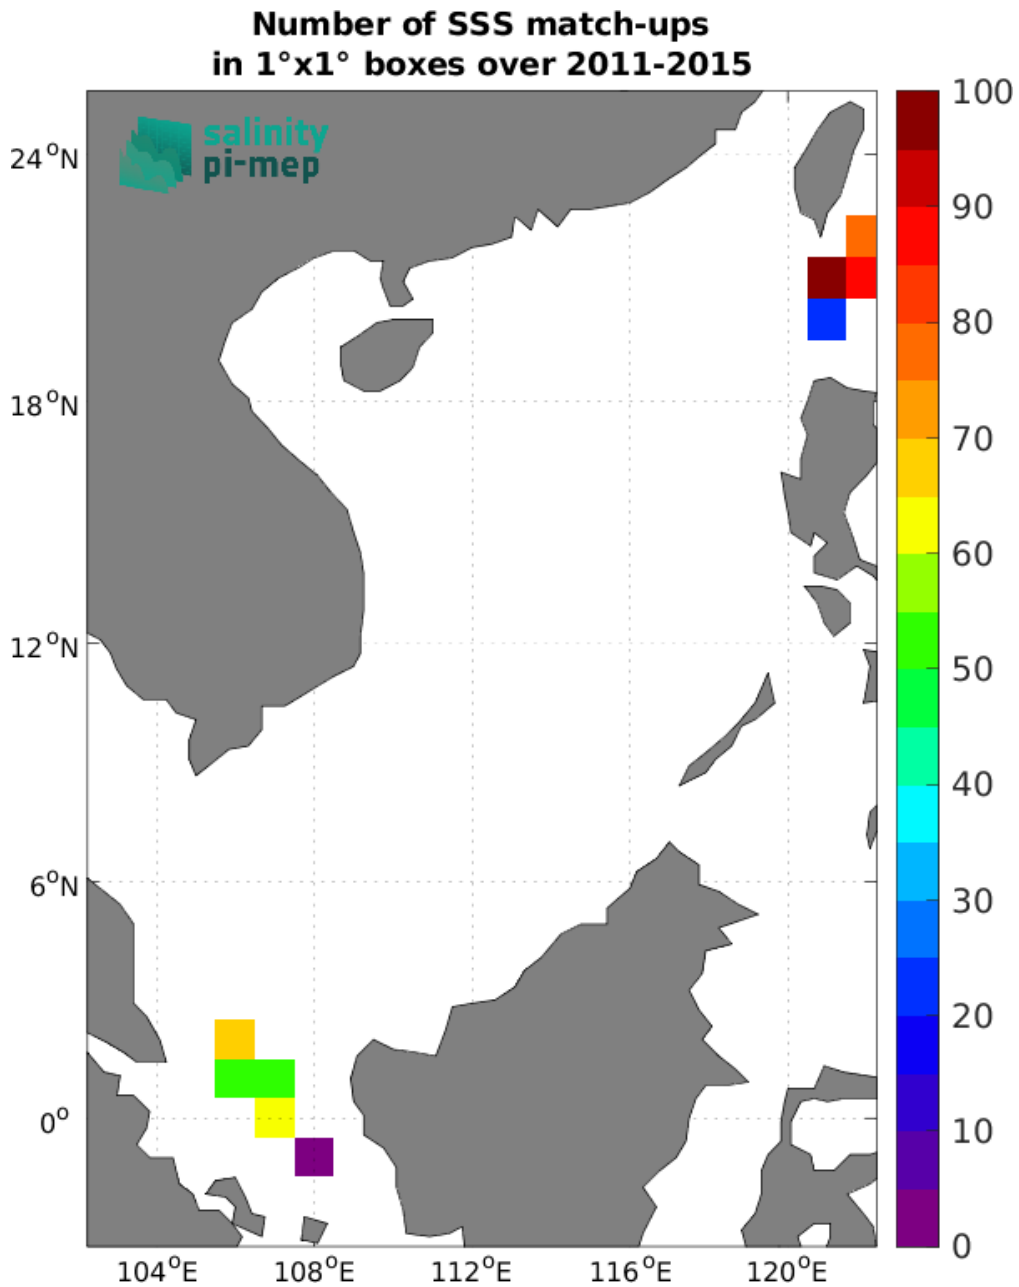 Number of SSS match-ups
in 1°x1° boxes over 2011-2015
salinity
pi-mep
24°N
18°N
12°N
6°N
0°
104°E 108°E 112°E 116°E 120°E
100
90
80
70
60
50
40
30
20
10
0